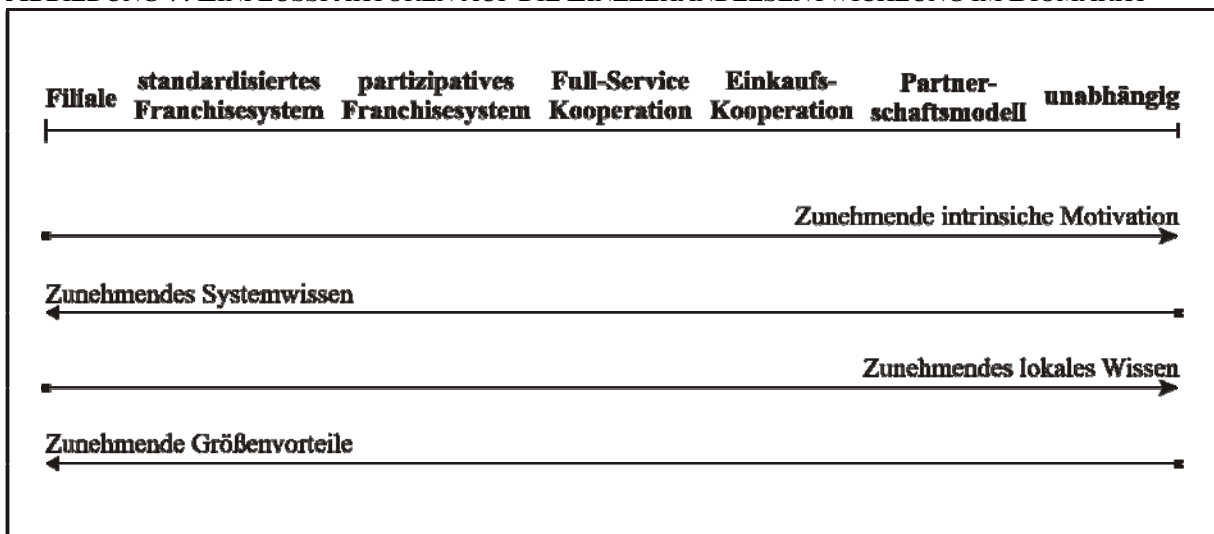 Filiale standardisiertes Franchisesystem partizipatives Franchisesystem Full-Service Kooperation Einkaufs- Kooperation Partner- schaftsmodell unabhängig
Zunehmende intrinsiche Motivation
Zunehmendes Systemwissen
Zunehmendes lokales Wissen
Zunehmende Größenvorteile